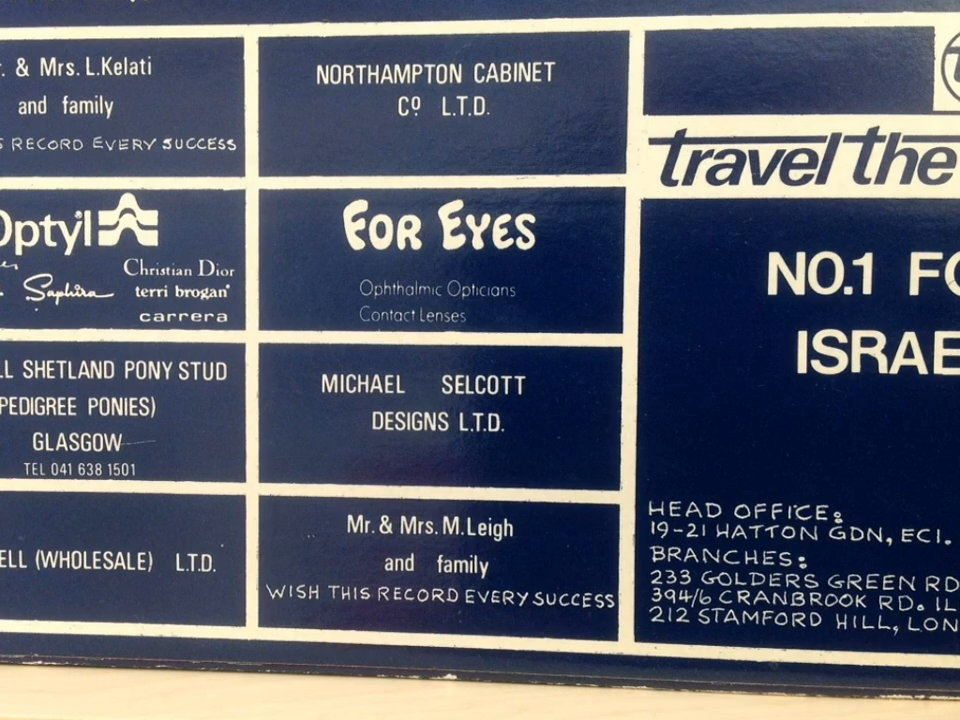 & Mrs. L.Kelati
and family
RECORD EVERY SUCCESS
Optyl
Saphira
Christian Dior
terri brogan
carrera
SHETLAND PONY STUD
PEDIGREE PONIES)
GLASGOW
TEL 041 638 1501
(WHOLESALE) L.T.D.
NORTHAMPTON CABINET
Cº L.T.D.
FOR EYES
Ophthalmic Opticians
Contact Lenses
MICHAEL SELCOTT
DESIGNS L.T.D.
Mr. & Mrs. M.Leigh
and family
WISH THIS RECORD EVERY SUCCESS
travel the
NO.1
ISRAE
HEAD OFFICE:
19-21 HATTON GDN, EC1.
BRANCHES:
233 GOLDERS GREEN RD
394/6 CRANBROOK RD. IL
212 STAMFORD HILL, LON